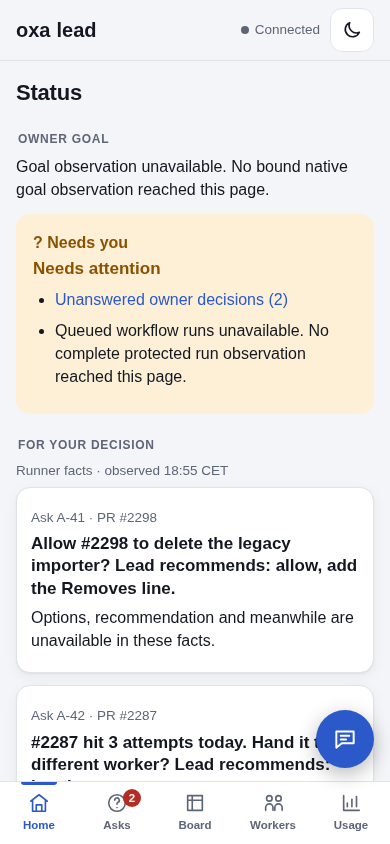 oxa lead
Connected
Status
OWNER GOAL
Goal observation unavailable. No bound native
goal observation reached this page.
? Needs you
Needs attention
Unanswered owner decisions (2)
Queued workflow runs unavailable. No
complete protected run observation
reached this page.
FOR YOUR DECISION
Runner facts · observed 18:55 CET
Ask A-41 · PR #2298
Allow #2298 to delete the legacy
importer? Lead recommends: allow, add
the Removes line.
Options, recommendation and meanwhile are
unavailable in these facts.
Ask A-42 · PR #2287
#2287 hit 3 attempts today. Hand it
different worker? Lead recommends:
2
Home
Asks
Board
Workers
Usage